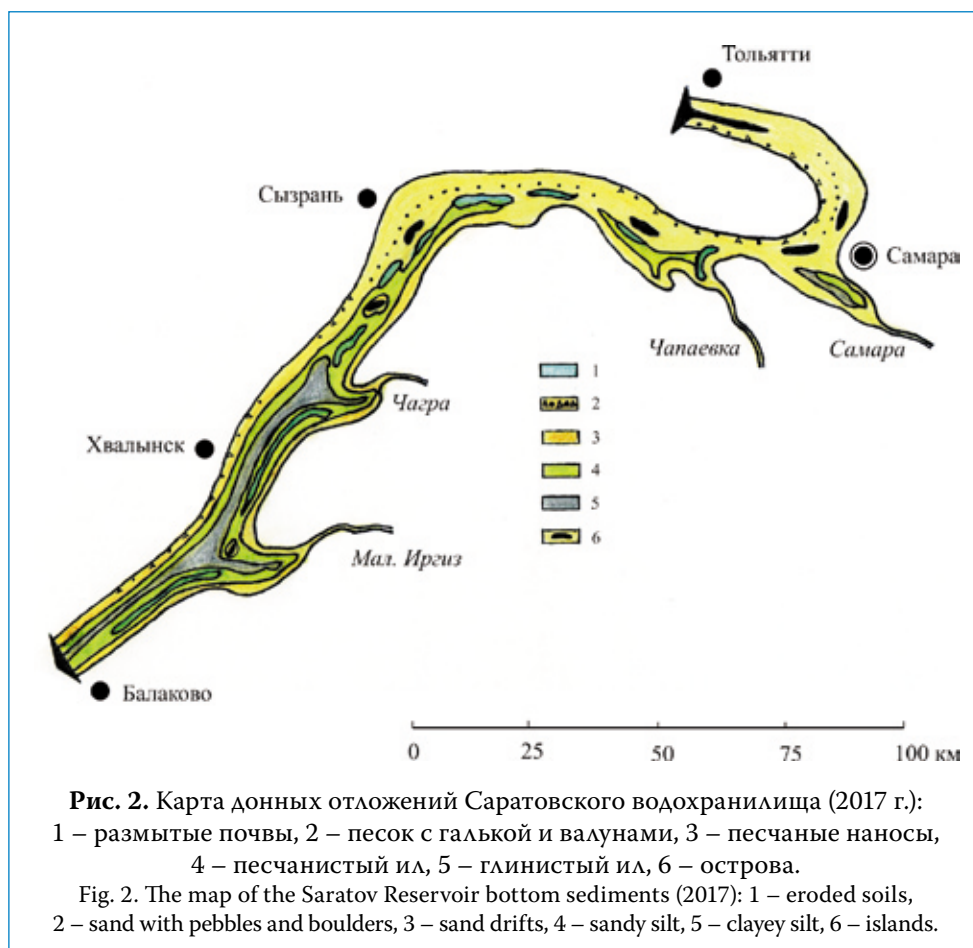 Тольятти
Сызрань
Самара
Чапаевка
Самара
1
2
Чагра
3
Хвалынск
4
5
6
Мал. Иргиз
Балаково
0 25 50 75 100 км
Рис. 2. Карта донных отложений Саратовского водохранилища (2017 г.):
1 – размытые почвы, 2 – песок с галькой и валунами, 3 – песчаные наносы,
4 – песчанистый ил, 5 – глинистый ил, 6 – острова.
Fig. 2. The map of the Saratov Reservoir bottom sediments (2017): 1 – eroded soils,
2 – sand with pebbles and boulders, 3 – sand drifts, 4 – sandy silt, 5 – clayey silt, 6 – islands.